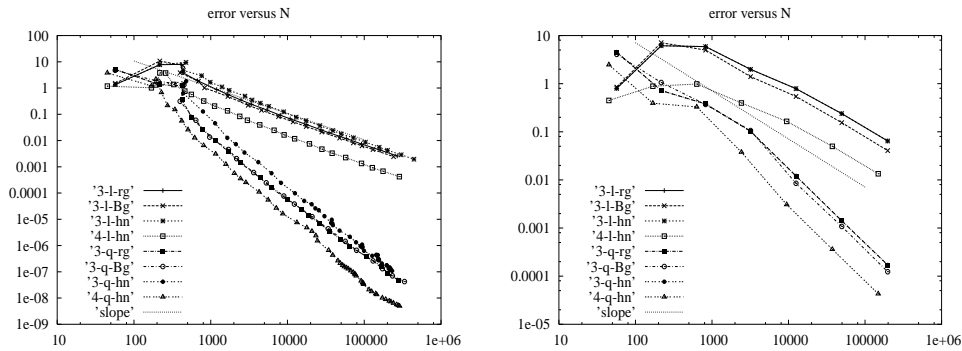 error versus N
100
10
1
0.1
0.01
0.001
0.0001
1e-05
1e-06
1e-07
1e-08
1e-09
10 100 1000 10000 100000 1e+06
'3-l-rg'
'3-l-Bg'
'3-l-hn'
'4-l-hn'
'3-q-rg'
'3-q-Bg'
'3-q-hn'
'4-q-hn'
'slope'
error versus N
10
1
0.1
0.01
0.001
0.0001
1e-05
10 100 1000 10000 100000 1e+06
'3-l-rg'
'3-l-Bg'
'3-l-hn'
'4-l-hn'
'3-q-rg'
'3-q-Bg'
'3-q-hn'
'4-q-hn'
'slope'